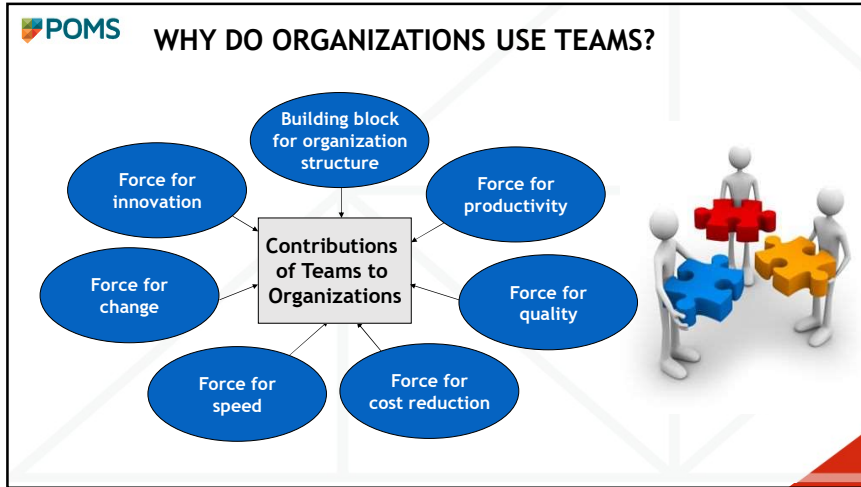 POMS
WHY DO ORGANIZATIONS USE TEAMS?
Building block
for organization
structure
Force for
innovation
Force for
productivity
Contributions
of Teams to
Organizations
Force for
change
Force for
quality
Force for
speed
Force for
cost reduction